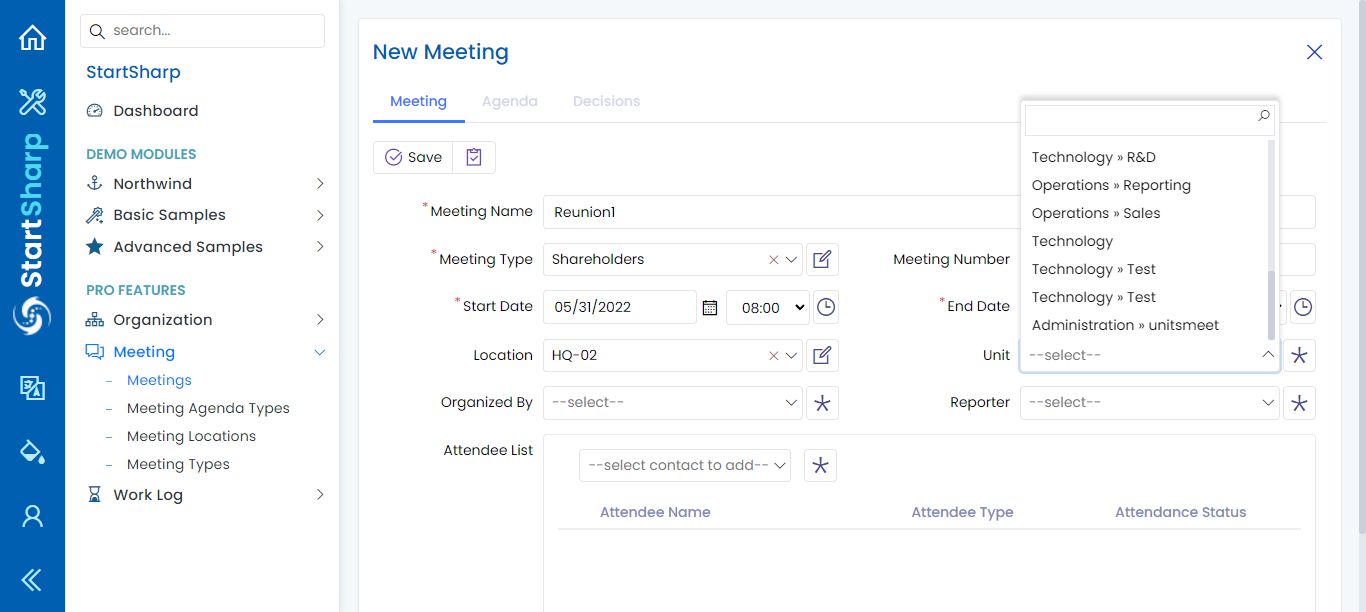 StartSharp
search...
StartSharp
Dashboard
DEMO MODULES
Northwind
Basic Samples
Advanced Samples
PRO FEATURES
Organization
Meeting
Meetings
Meeting Agenda Types
Meeting Locations
Meeting Types
Work Log
New Meeting
Meeting Agenda Decisions
Save
*Meeting Name Reunion1
*Meeting Type Shareholders Meeting Number
*Start Date 05/31/2022 08:00 *End Date
Location HQ-02 Unit --select--
Technology » R&D
Operations » Reporting
Operations » Sales
Technology
Technology » Test
Technology » Test
Administration » unitsmeet
Organized By --select-- Reporter --select--
Attendee List --select contact to add--
Attendee Name Attendee Type Attendance Status